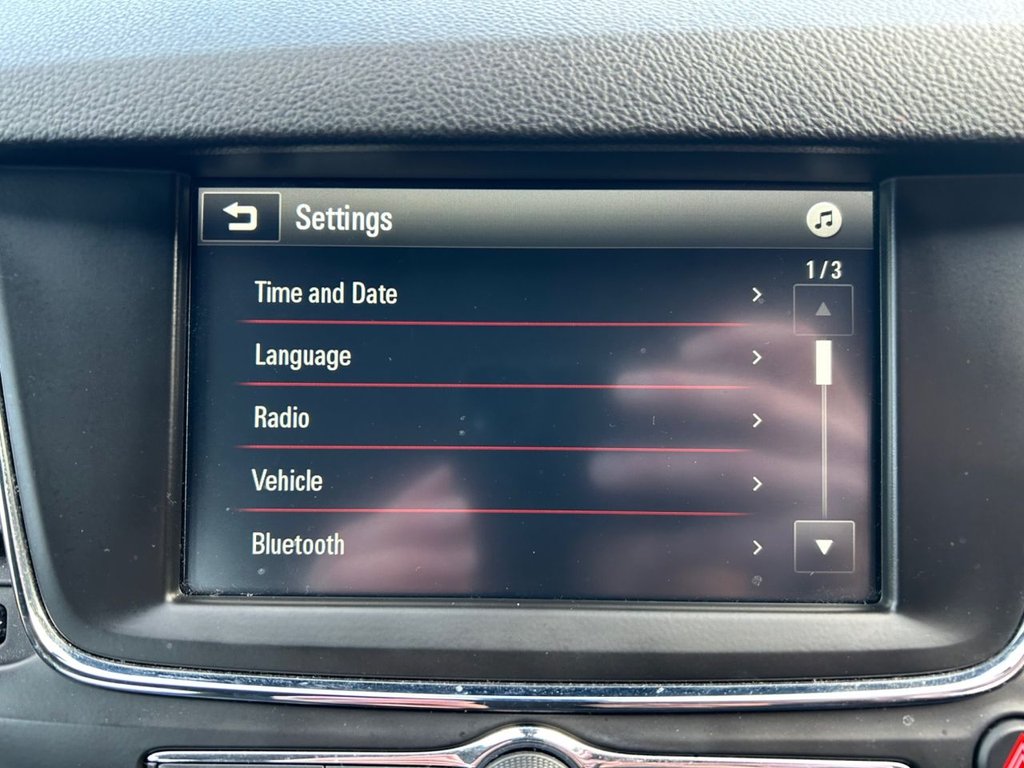 Settings
1/3
Time and Date
Language
Radio
Vehicle
Bluetooth